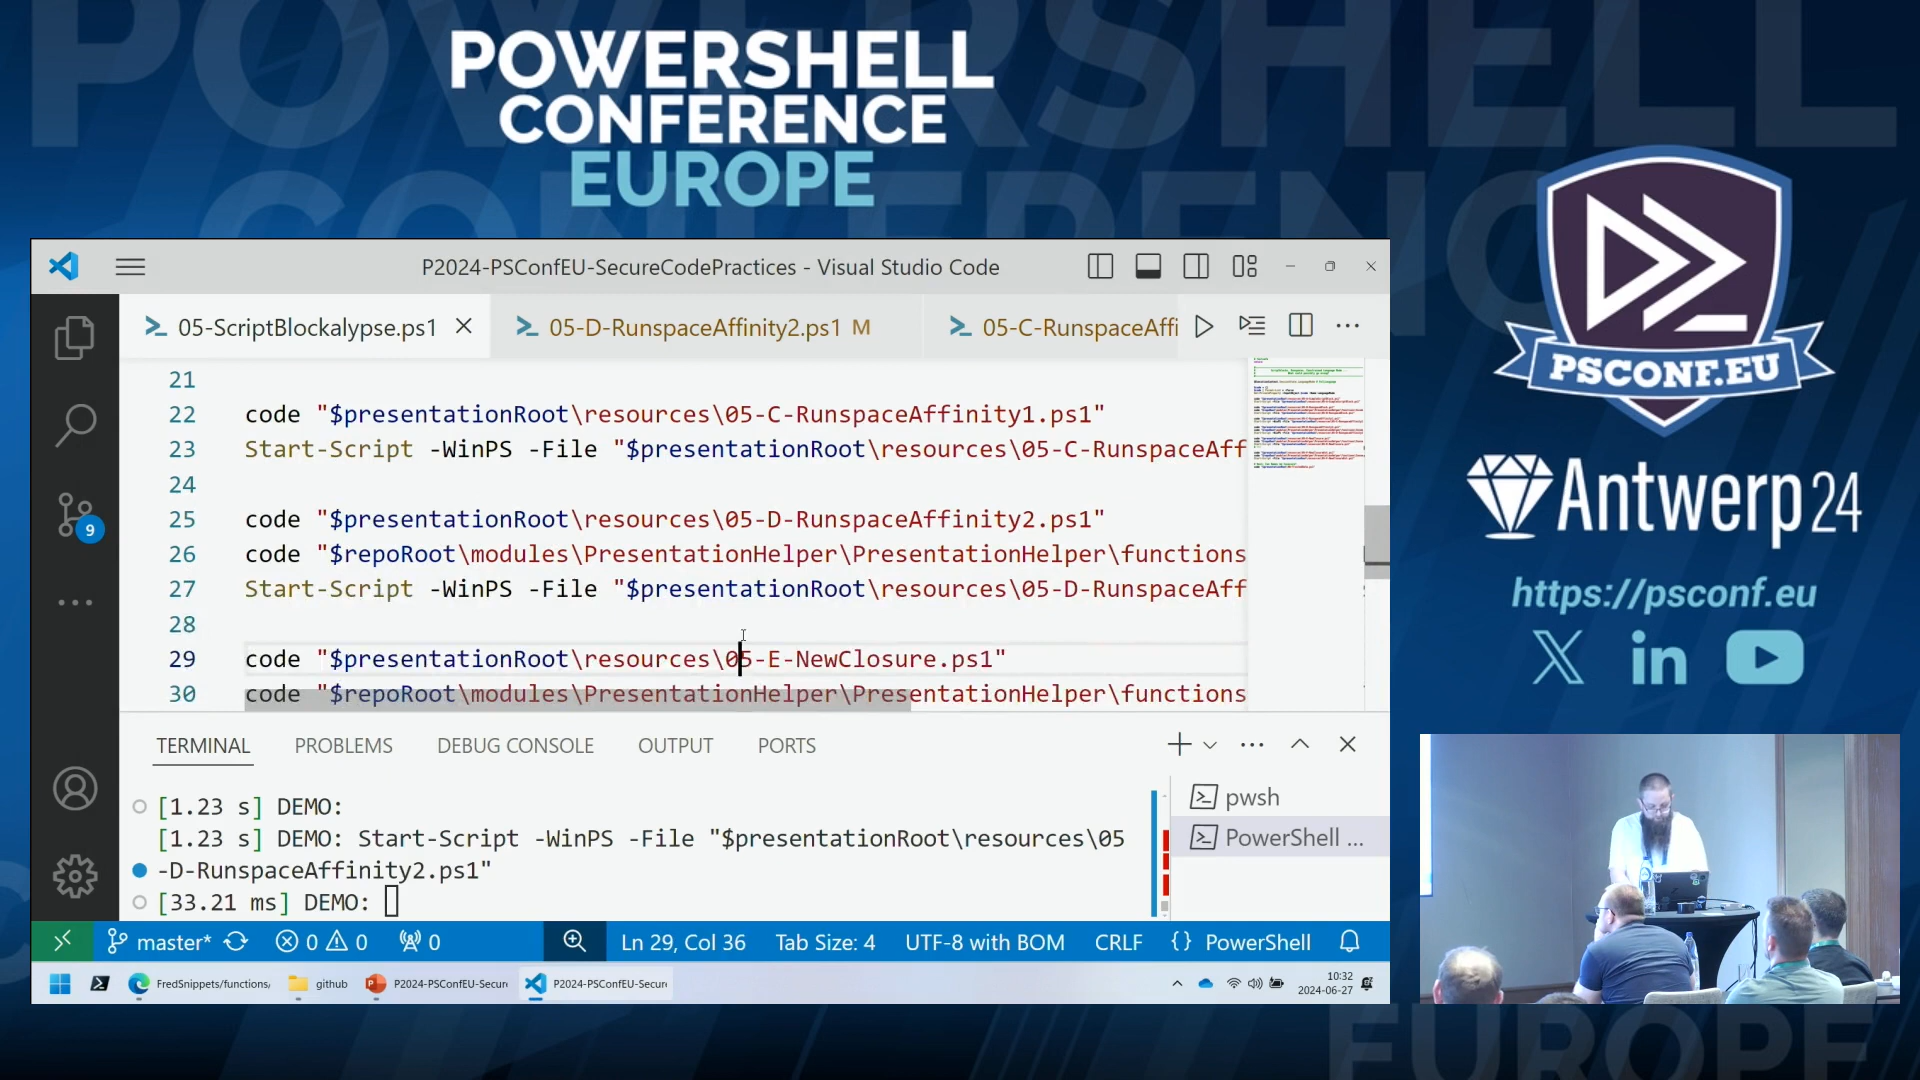 POWERSHELL
CONFERENCE
EUROPE
PSCONF.EU
Antwerp 24
https://psconf.eu
P2024-PSConfEU-SecureCodePractices - Visual Studio Code
05-ScriptBlockalypse.ps1
05-D-RunspaceAffinity2.ps1 M
05-C-RunspaceAffi
21
22 code "$presentationRoot\resources\05-C-RunspaceAffinity1.ps1"
23 Start-Script -WinPS -File "$presentationRoot\resources\05-C-RunspaceAff
24
25 code "$presentationRoot\resources\05-D-RunspaceAffinity2.ps1"
26 code "$repoRoot\modules\PresentationHelper\PresentationHelper\functions
27 Start-Script -WinPS -File "$presentationRoot\resources\05-D-RunspaceAff
28
29 code "$presentationRoot\resources\05-E-NewClosure.ps1"
30 code "$repoRoot\modules\PresentationHelper\PresentationHelper\functions
9
TERMINAL PROBLEMS DEBUG CONSOLE OUTPUT PORTS
[1.23 s] DEMO:
[1.23 s] DEMO: Start-Script -WinPS -File "$presentationRoot\resources\05
-D-RunspaceAffinity2.ps1"
[33.21 ms] DEMO:
pwsh
PowerShell ...
master* 0 0 0 Ln 29, Col 36 Tab Size: 4 UTF-8 with BOM CRLF {} PowerShell
FredSnippets/functions/ github P2024-PSConfEU-Secure P2024-PSConfEU-Secure
10:32
2024-06-27
POWERSHELL
CONFERENCE
EUROPE